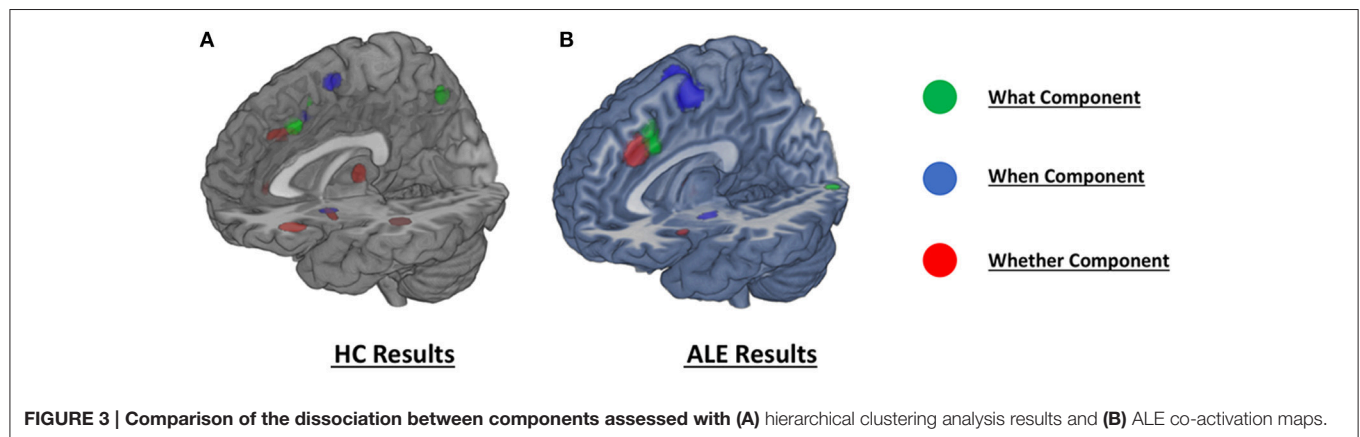 A
B
What Component
When Component
Whether Component
HC Results
ALE Results
FIGURE 3 | Comparison of the dissociation between components assessed with (A) hierarchical clustering analysis results and (B) ALE co-activation maps.